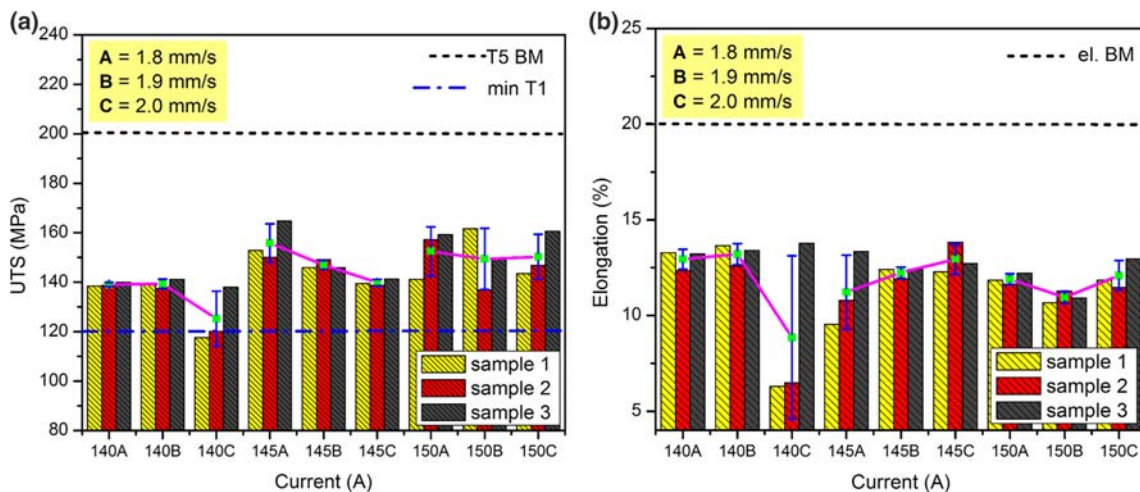 (a)
240
220
200
180
160
140
120
100
80
UTS (MPa)
A = 1.8 mm/s
B = 1.9 mm/s
C = 2.0 mm/s
T5 BM
min T1
sample 1
sample 2
sample 3
140A 140B 140C 145A 145B 145C 150A 150B 150C
Current (A)
(b)
25
20
15
10
5
Elongation (%)
A = 1.8 mm/s
B = 1.9 mm/s
C = 2.0 mm/s
el. BM
sample 1
sample 2
sample 3
140A 140B 140C 145A 145B 145C 150A 150B 150C
Current (A)